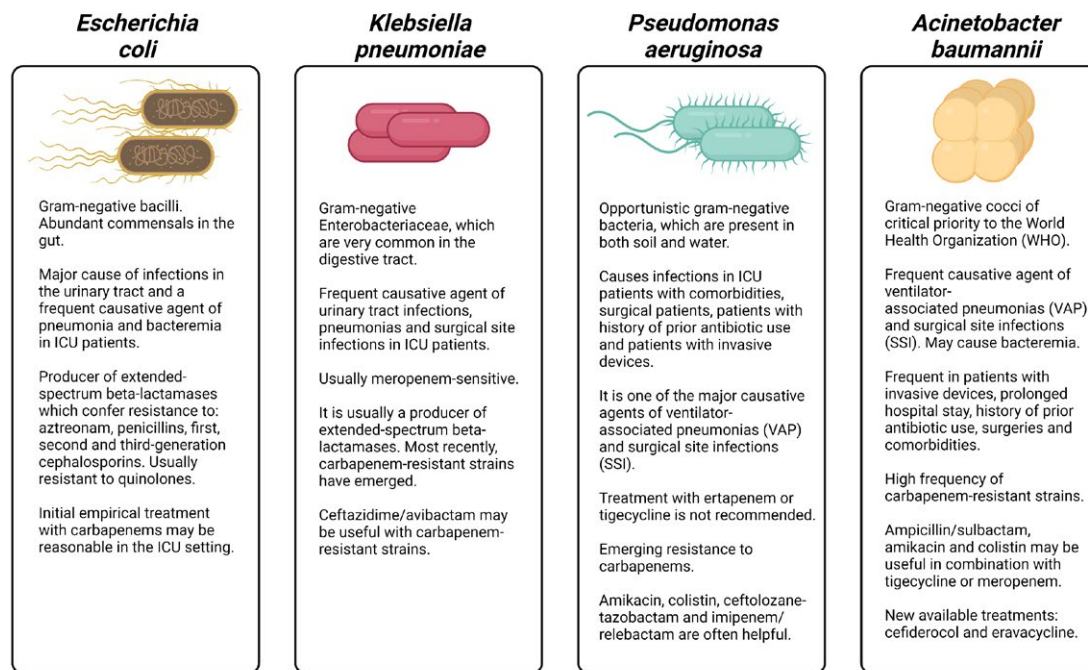 Escherichia
coli
Gram-negative bacilli.
Abundant commensals in the
gut.
Major cause of infections in
the urinary tract and a
frequent causative agent of
pneumonia and bacteremia
in ICU patients.
Producer of extended-
spectrum beta-lactamases
which confer resistance to:
aztreonam, penicillins, first,
second and third-generation
cephalosporins. Usually
resistant to quinolones.
Initial empirical treatment
with carbapenems may be
reasonable in the ICU setting.
Klebsiella
pneumoniae
Gram-negative
Enterobacteriaceae, which
are very common in the
digestive tract.
Frequent causative agent of
urinary tract infections,
pneumonias and surgical site
infections in ICU patients.
Usually meropenem-sensitive.
It is usually a producer of
extended-spectrum beta-
lactamases. Most recently,
carbapenem-resistant strains
have emerged.
Ceftazidime/avibactam may
be useful with carbapenem-
resistant strains.
Pseudomonas
aeruginosa
Opportunistic gram-negative
bacteria, which are present in
both soil and water.
Causes infections in ICU
patients with comorbidities,
surgical patients, patients with
history of prior antibiotic use
and patients with invasive
devices.
It is one of the major causative
agents of ventilator-
associated pneumonias (VAP)
and surgical site infections
(SSI).
Treatment with ertapenem or
tigecycline is not recommended.
Emerging resistance to
carbapenems.
Amikacin, colistin, ceftolozane-
tazobactam and imipenem/
relebactam are often helpful.
Acinetobacter
baumannii
Gram-negative cocci of
critical priority to the World
Health Organization (WHO).
Frequent causative agent of
ventilator-
associated pneumonias (VAP)
and surgical site infections
(SSI). May cause bacteremia.
Frequent in patients with
invasive devices, prolonged
hospital stay, history of prior
antibiotic use, surgeries and
comorbidities.
High frequency of
carbapenem-resistant strains.
Ampicillin/sulbactam,
amikacin and colistin may be
useful in combination with
tigecycline or meropenem.
New available treatments:
cefiderocol and eravacycline.